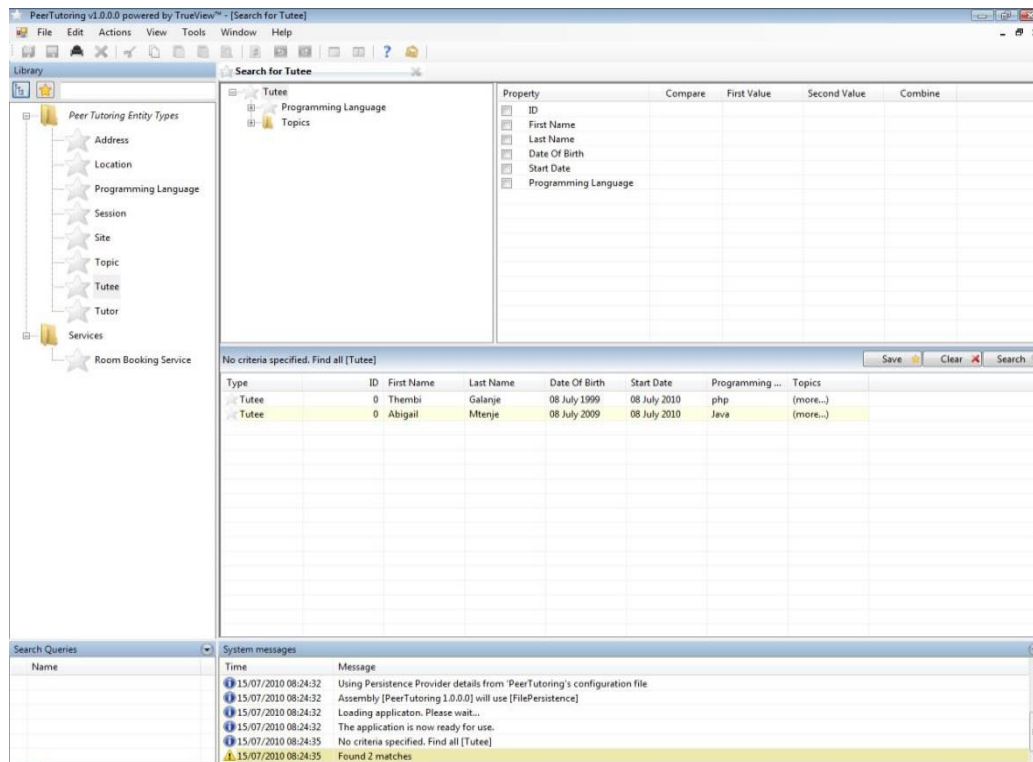 PeerTutoring v1.0.0.0 powered by TrueView™ - [Search for Tutee]
File Edit Actions View Tools Window Help
Library
Search for Tutee
Peer Tutoring Entity Types
Address
Location
Programming Language
Session
Site
Topic
Tutee
Tutor
Services
Room Booking Service
Tutee
Programming Language
Topics
Property Compare First Value Second Value Combine
ID
First Name
Last Name
Date Of Birth
Start Date
Programming Language
No criteria specified. Find all [Tutee] Save Clear Search
Type ID First Name Last Name Date Of Birth Start Date Programming ... Topics
Tutee 0 Thembi Galanje 08 July 1999 08 July 2010 php (more...)
Tutee 0 Abigail Mtenje 08 July 2009 08 July 2010 Java (more...)
Search Queries
Name
System messages
Time Message
15/07/2010 08:24:32 Using Persistence Provider details from 'PeerTutoring's configuration file
15/07/2010 08:24:32 Assembly [PeerTutoring 1.0.0.0] will use [FilePersistence]
15/07/2010 08:24:32 Loading applicaton. Please wait...
15/07/2010 08:24:32 The application is now ready for use.
15/07/2010 08:24:35 No criteria specified. Find all [Tutee]
15/07/2010 08:24:35 Found 2 matches